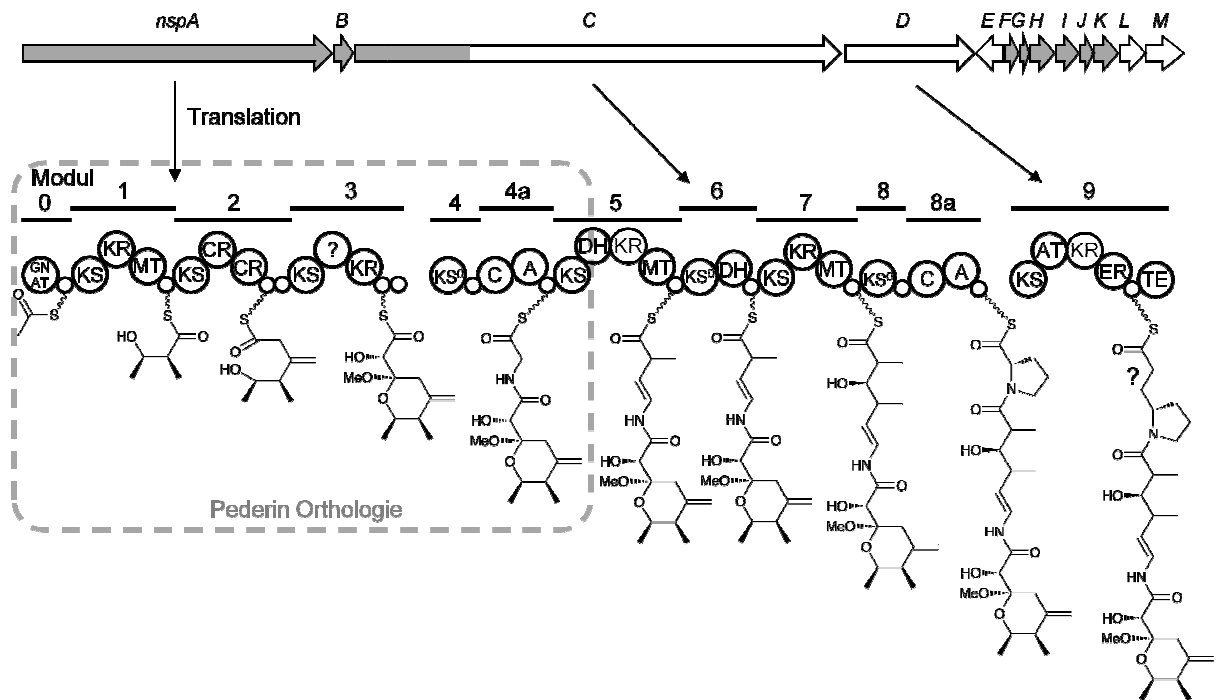 nspA B C D E F G H I J K L M
Translation
Modul
0 1 2 3 4 4a 5 6 7 8 8a 9
GN AT KS KR MT KS CR CR KS ? KR KS⁰ C A KS DH KR MT KS⁰ DH KS KR MT KS⁰ C A KS AT KR ER TE
S S S S S S S S S S
O HO O O HO O HO MeO O
O HN O HO MeO O
O HN O HO MeO O
O HN O HO MeO O
O HO HN O HO MeO O
O N O HO HN O HO MeO O
O ? N O HO HN O HO MeO O
Pederin Orthologie